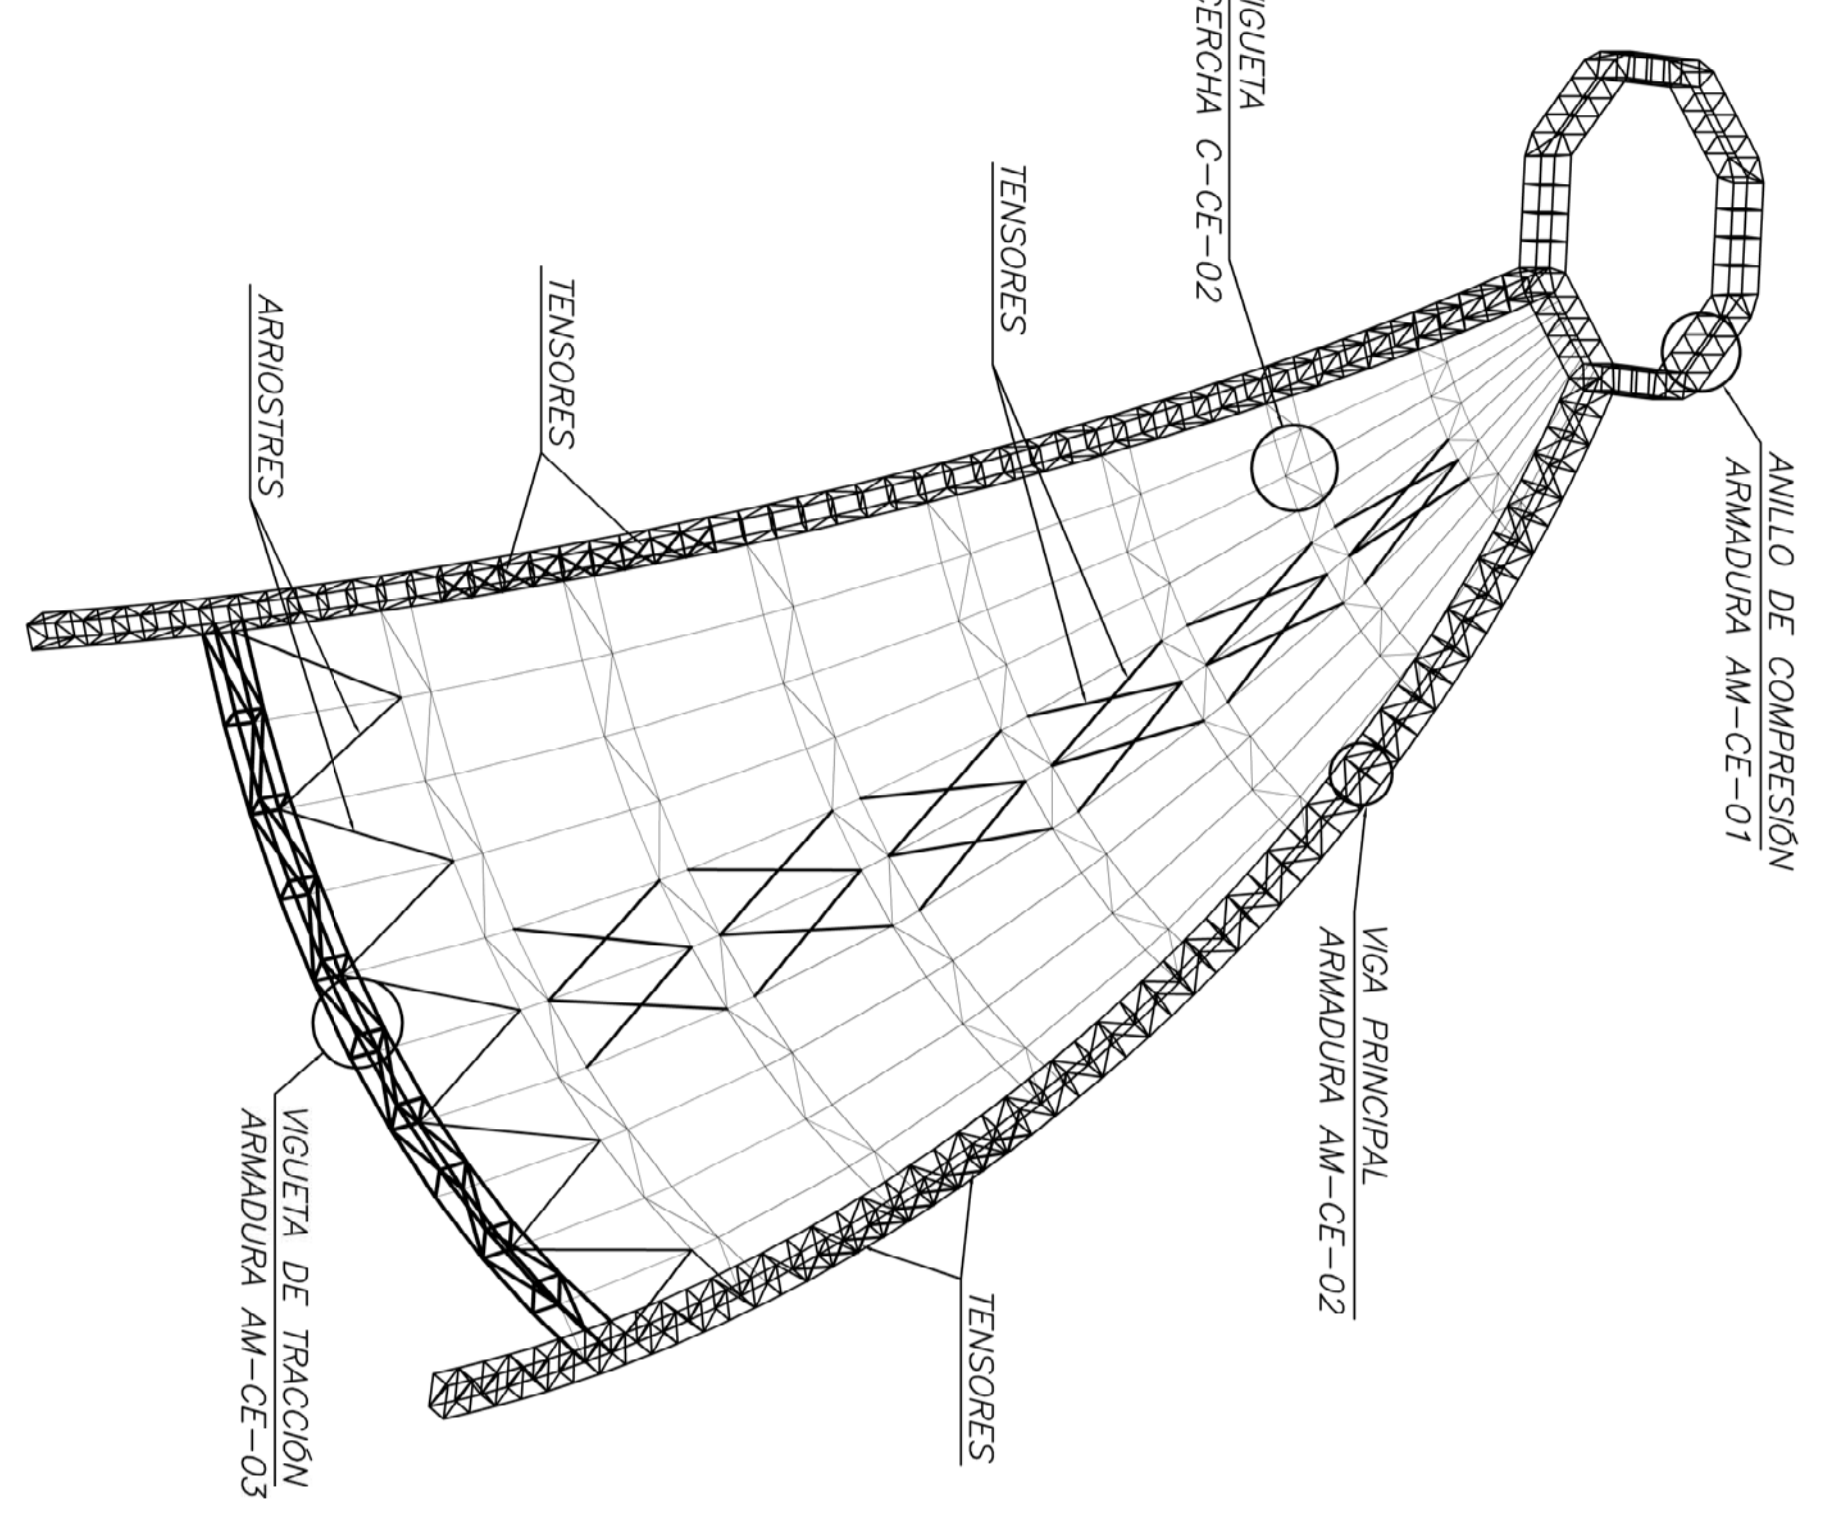 ANILLO DE COMPRESIÓN
ARMADURA AM-CE-01
VIGA PRINCIPAL
ARMADURA AM-CE-02
IGUETA
CERCHA C-CE-02
TENSORES
TENSORES
TENSORES
ARRIOSTRES
VIGUETA DE TRACCIÓN
ARMADURA AM-CE-03